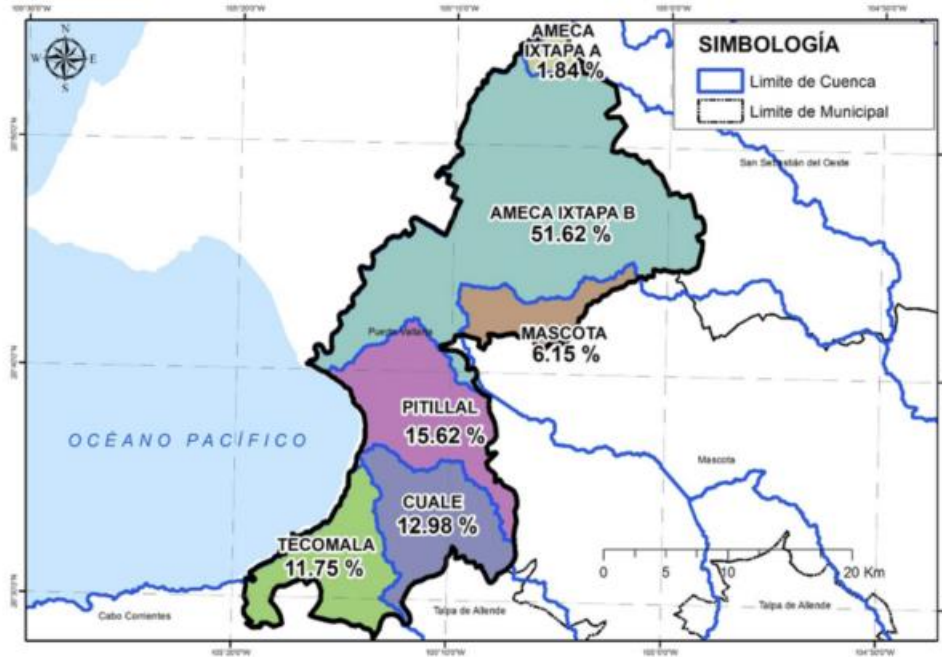 N
W
E
S
AMECA
IXTAPA A
1.84 %
SIMBOLOGÍA
Limite de Cuenca
Limite de Municipal
San Sebastián del Oeste
AMECA IXTAPA B
51.62 %
Puerto Vallarta
MASCOTA
6.15 %
PITILLAL
15.62 %
OCÉANO PACÍFICO
Mascota
CUALE
12.98 %
TECOMALA
11.75 %
0 5 10 20 Km
Cabo Corrientes
Talpa de Allende
Talpa de Allende